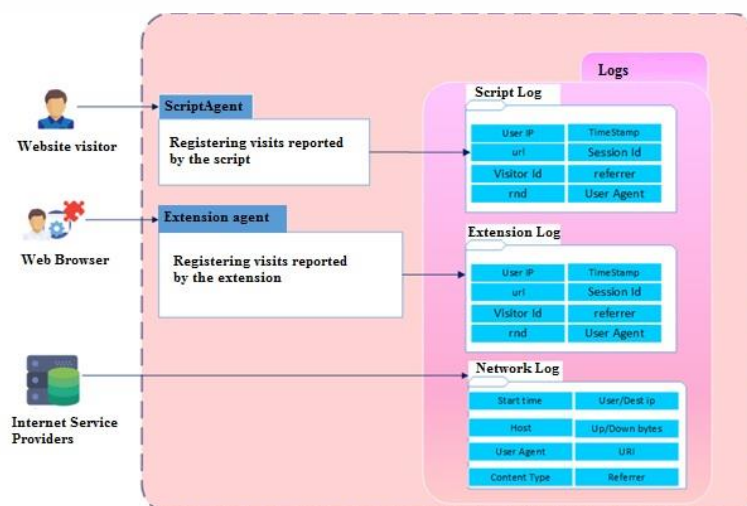 Logs
Script Log
User IP
TimeStamp
url
Session Id
Visitor Id
referrer
rnd
User Agent
ScriptAgent
Registering visits reported
by the script
Website visitor
Extension agent
Registering visits reported
by the extension
Web Browser
Extension Log
User IP
TimeStamp
url
Session Id
Visitor Id
referrer
rnd
User Agent
Network Log
Start time
User/Dest ip
Host
Up/Down bytes
User Agent
URI
Content Type
Referrer
Internet Service
Providers